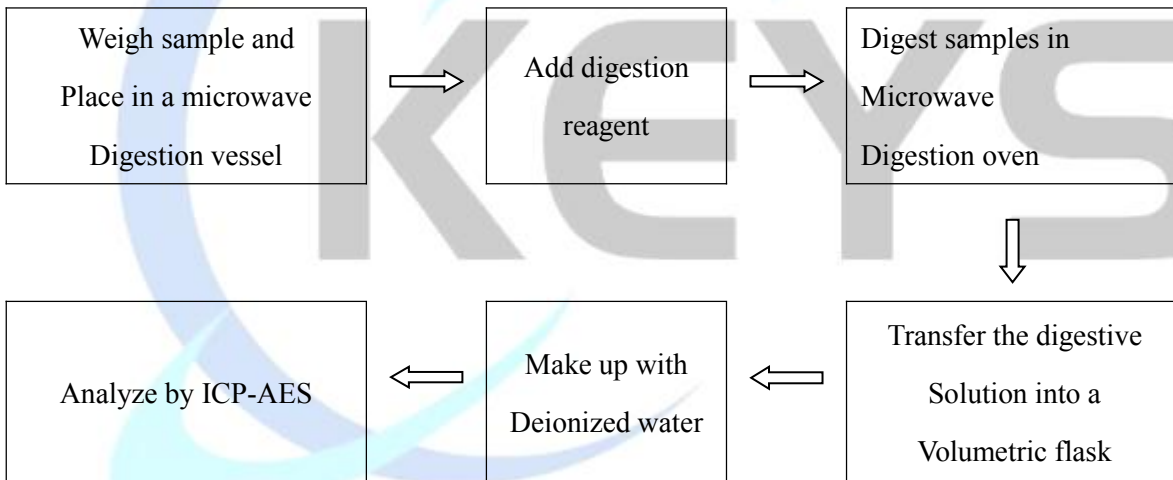 Weigh sample and
Place in a microwave
Digestion vessel
Add digestion
reagent
Digest samples in
Microwave
Digestion oven
Transfer the digestive
Solution into a
Volumetric flask
Make up with
Deionized water
Analyze by ICP-AES
KEYS